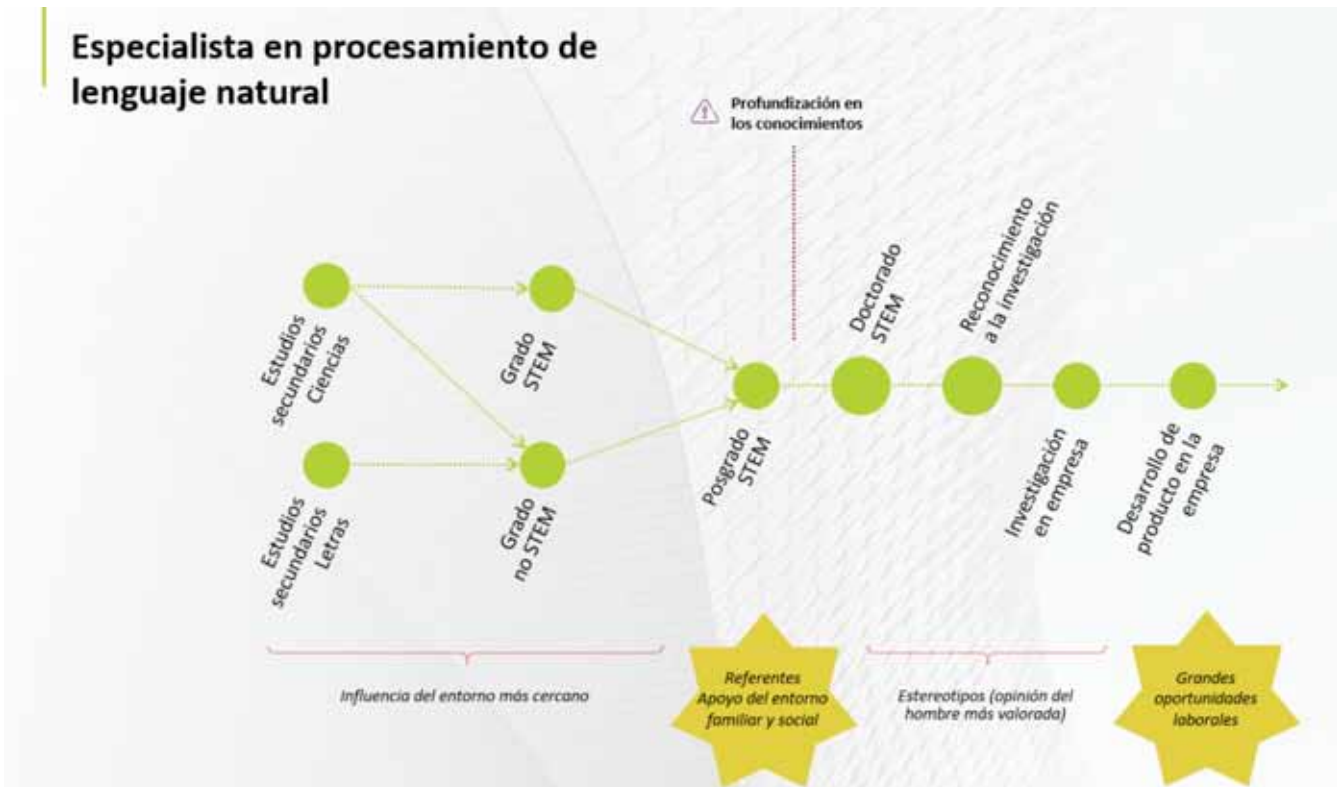 Especialista en procesamiento de
lenguaje natural
Profundización en
los conocimientos
Estudios
secundarios
Ciencias
Grado
STEM
Estudios
secundarios
Letras
Grado
no STEM
Posgrado
STEM
Doctorado
STEM
Reconocimiento
a la investigación
Investigación
en empresa
Desarrollo de
producto en la
empresa
Influencia del entorno más cercano
Referentes
Apoyo del entorno
familiar y social
Estereotipos (opinión del
hombre más valorada)
Grandes
oportunidades
laborales